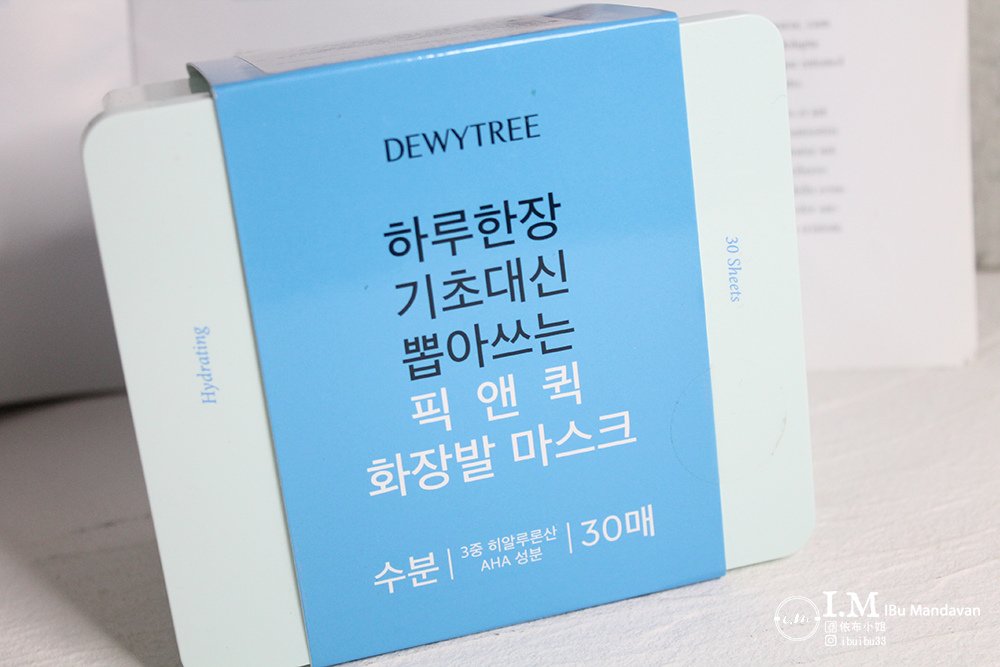 DEWYTREE
하루한장
기초대신
뽑아쓰는
픽 앤 퀵
화장발 마스크
수분
3중 히알루론산
AHA 성분
30매
Hydrating
30 Sheets
I.M IBu Mandavan
依布小姐
ibuibu33